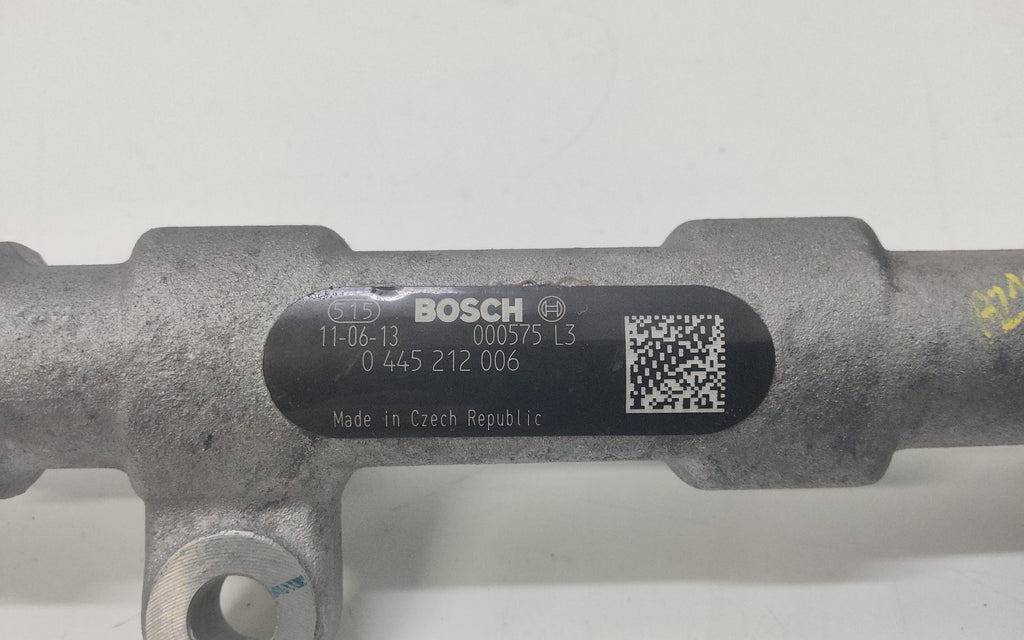 515 BOSCH
11-06-13 000575 L3
0 445 212 006
Made in Czech Republic